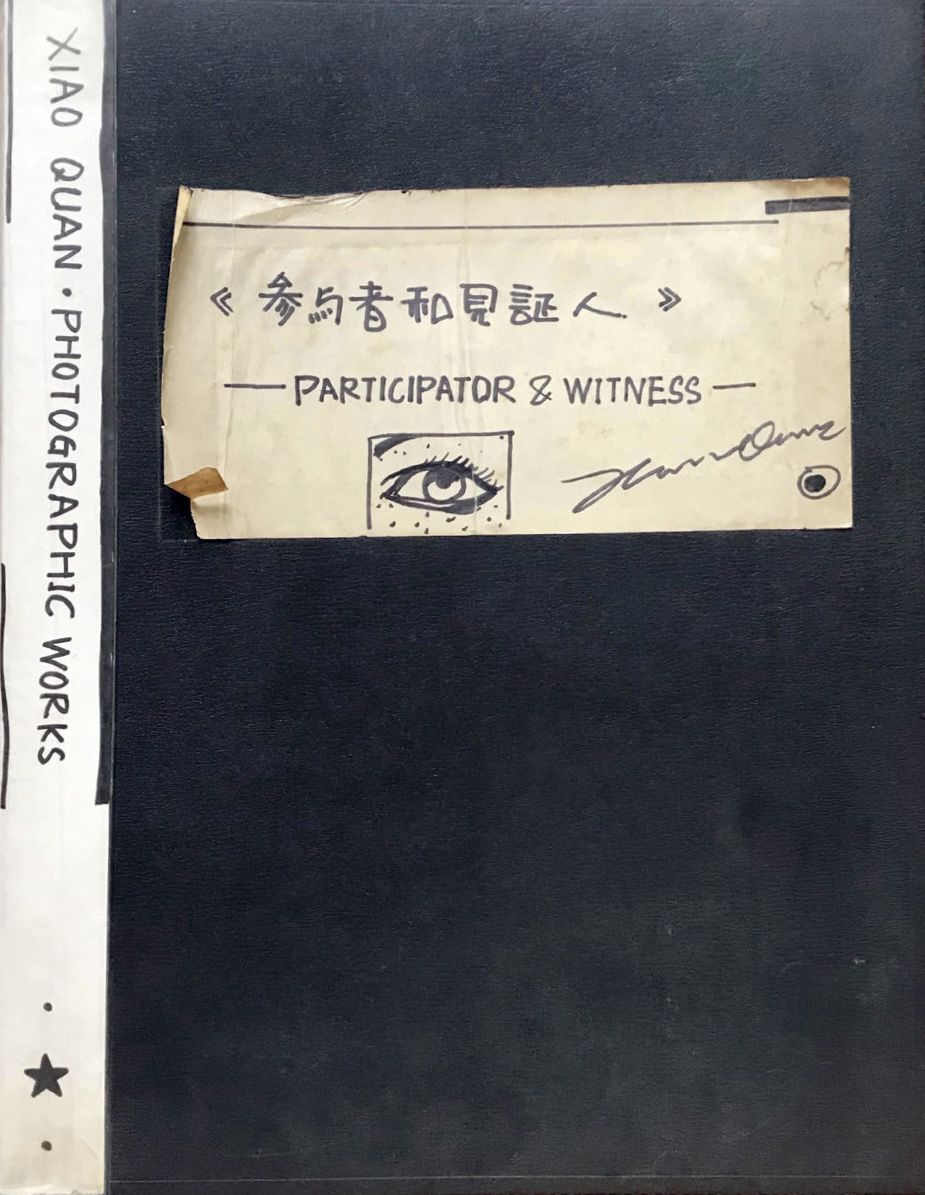 XIAO QUAN · PHOTOGRAPHIC WORKS
《参与者和見証人》
— PARTICIPATOR & WITNESS —